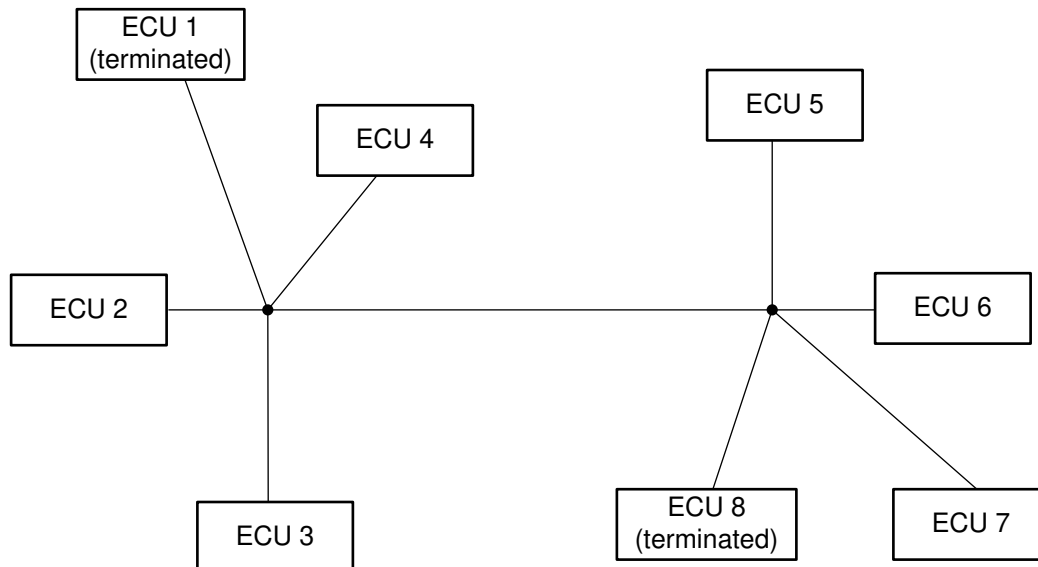 ECU 1
(terminated)
ECU 4
ECU 5
ECU 2
ECU 6
ECU 3
ECU 8
(terminated)
ECU 7